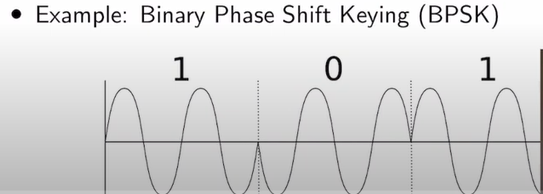 • Example: Binary Phase Shift Keying (BPSK)
1 0 1